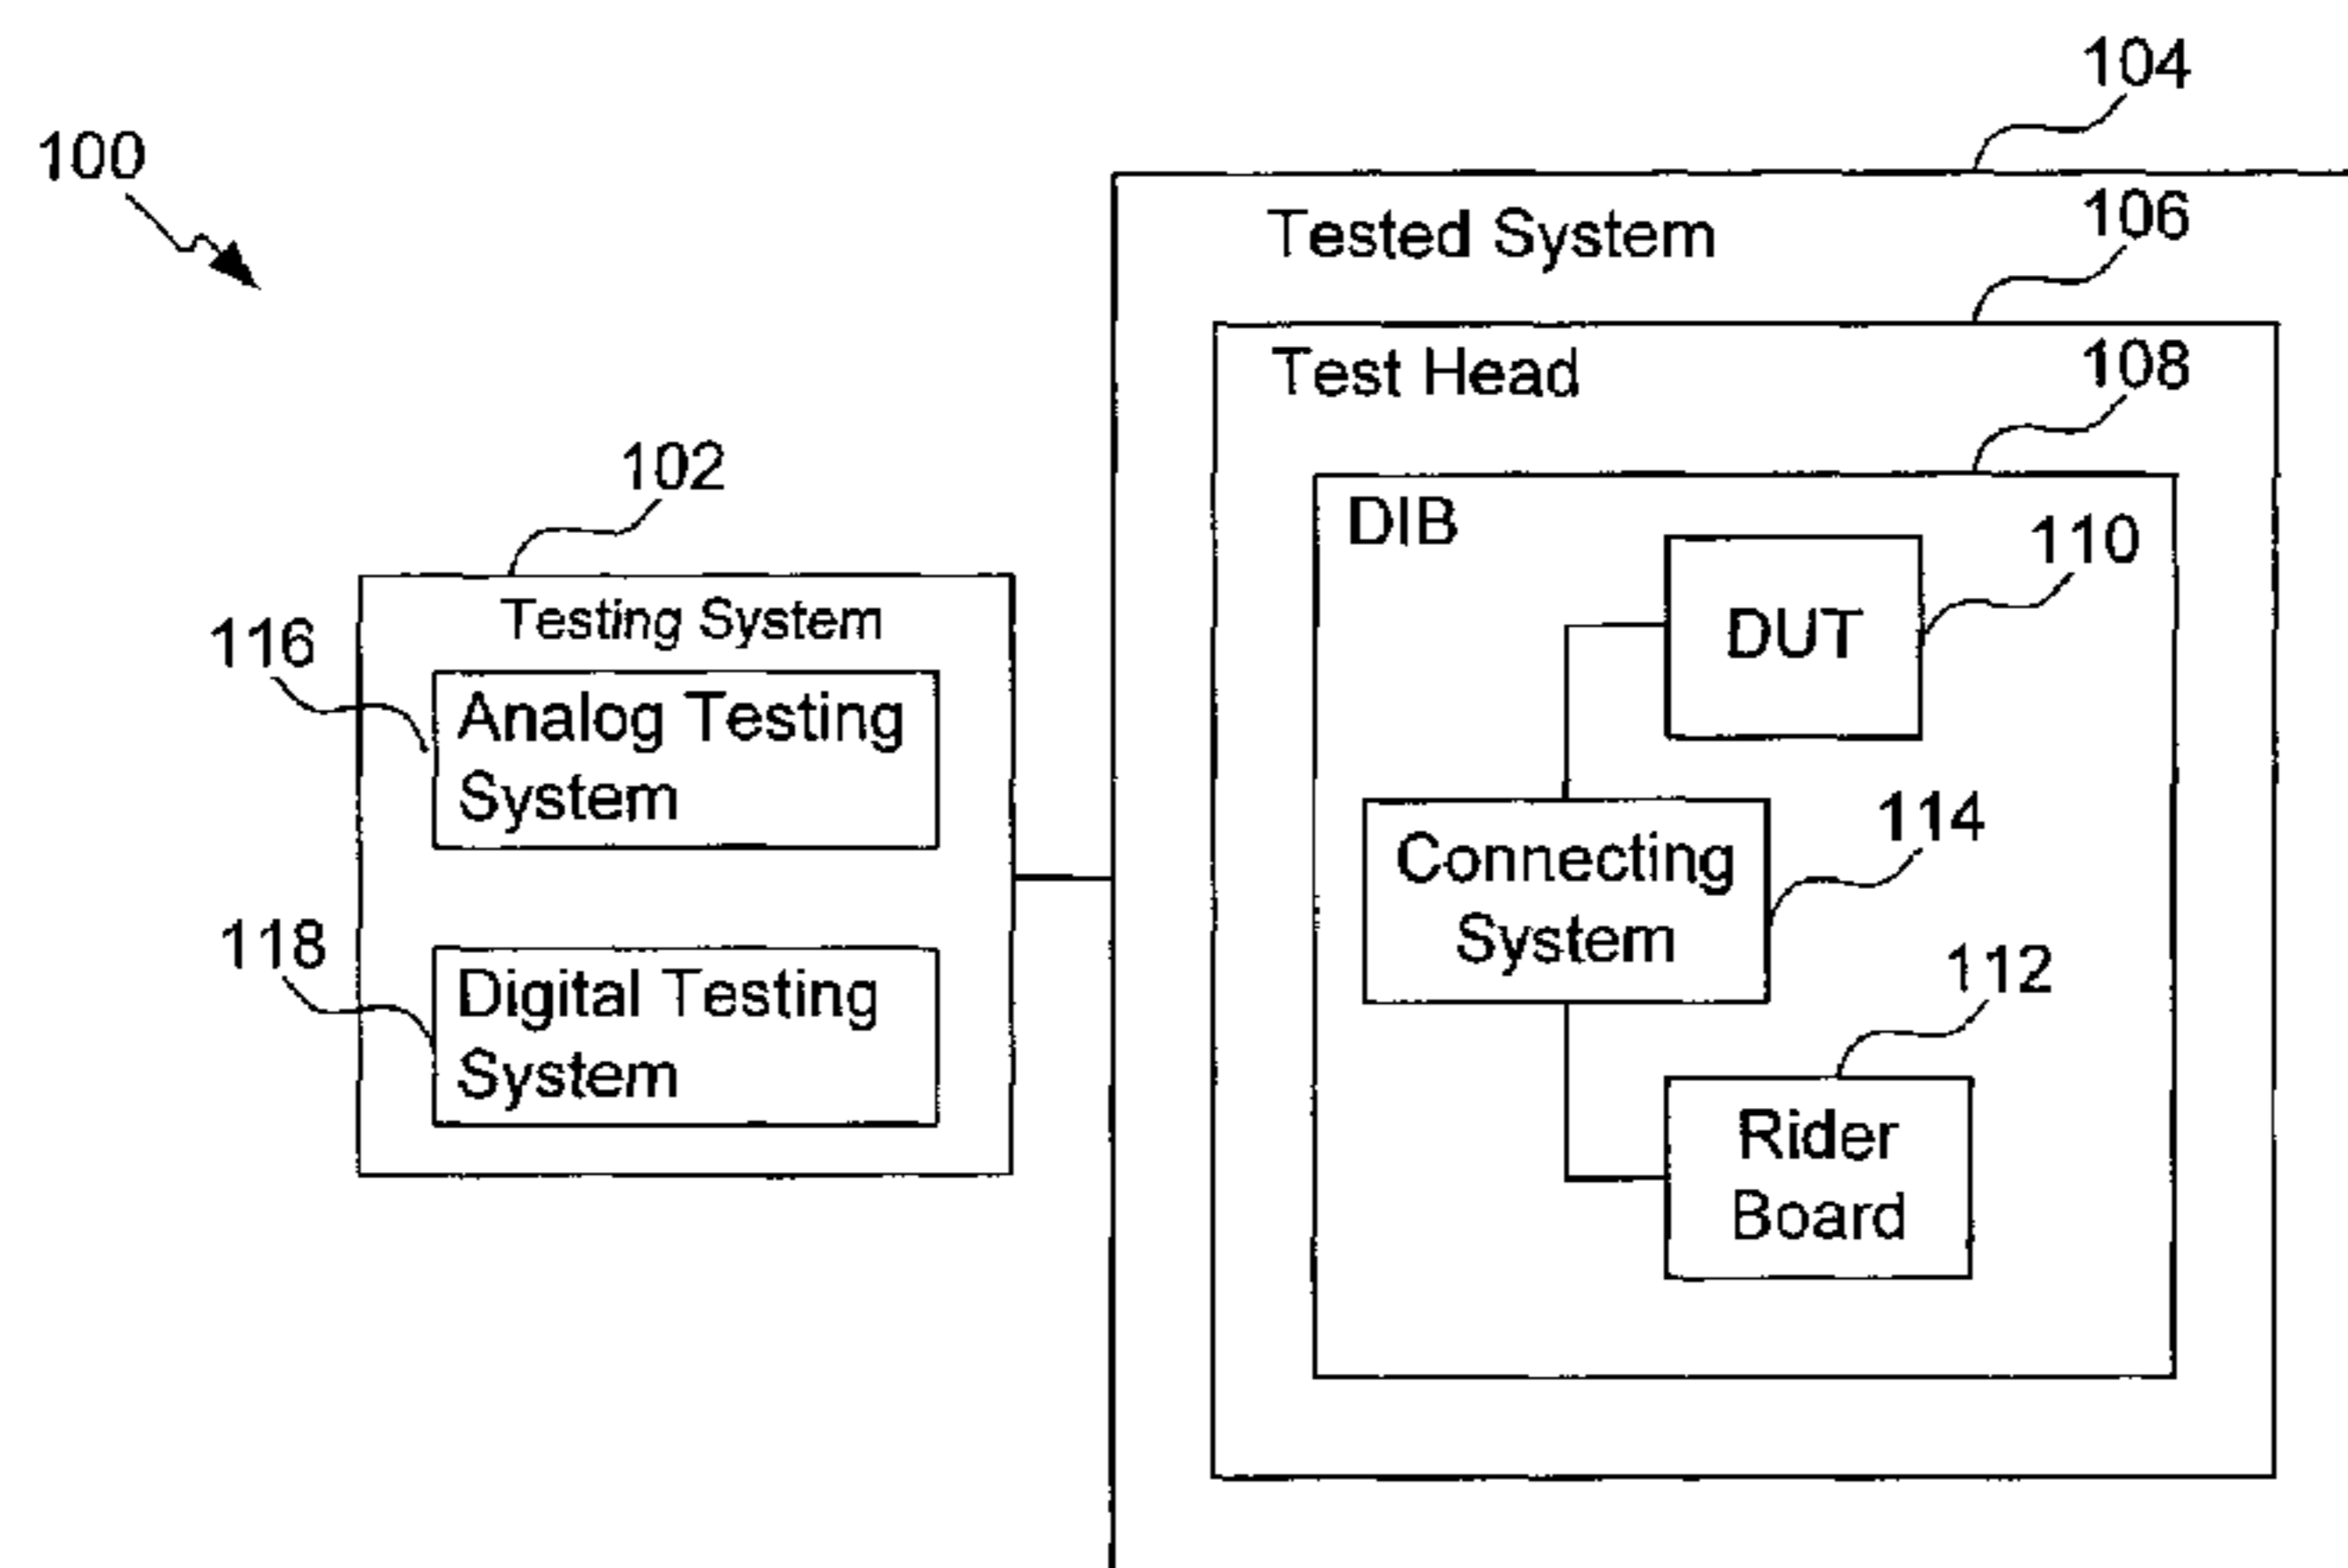 104
100
106
Tested System
108
Test Head
102
DIB
110
Testing System
DUT
116
Analog Testing
System
114
Connecting
System
118
112
Digital Testing
System
Rider
Board